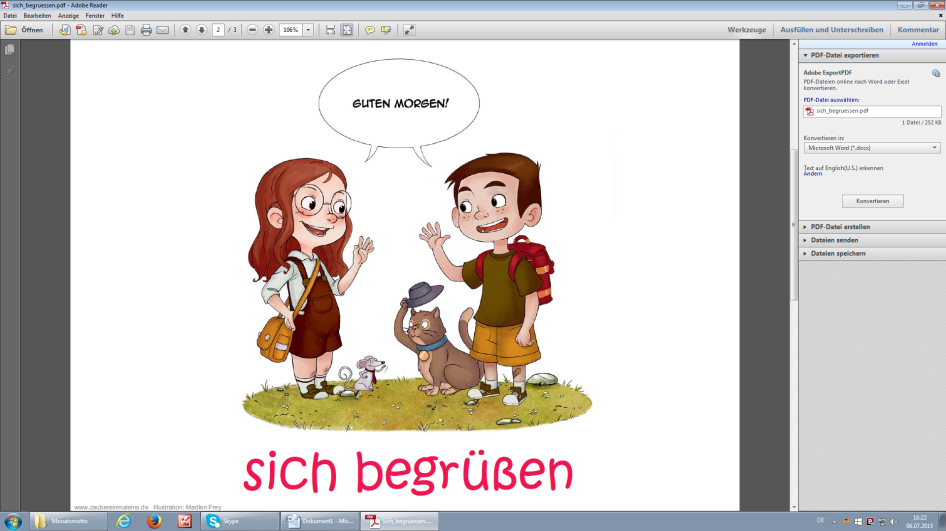 sich_begruessen.pdf - Adobe Reader
Datei Bearbeiten Anzeige Fenster Hilfe
Öffnen 2 / 3 106% Werkzeuge Ausfüllen und Unterschreiben Kommentar
Anmelden
PDF-Datei exportieren
Adobe ExportPDF
PDF-Dateien online nach Word oder Excel
konvertieren.
PDF-Datei auswählen:
sich_begruessen.pdf
1 Datei / 252 KB
Konvertieren in:
Microsoft Word (*.docx)
Text auf English(U.S.) erkennen
Ändern
Konvertieren
PDF-Datei erstellen
Dateien senden
Dateien speichern
GUTEN MORGEN!
sich begrüßen
www.zaubereinmaleins.de Illustration: Madlen Frey
Monatsmotto Skype Dokument1 - Mic... sich_begruessen... DE 16:22
06.07.2015